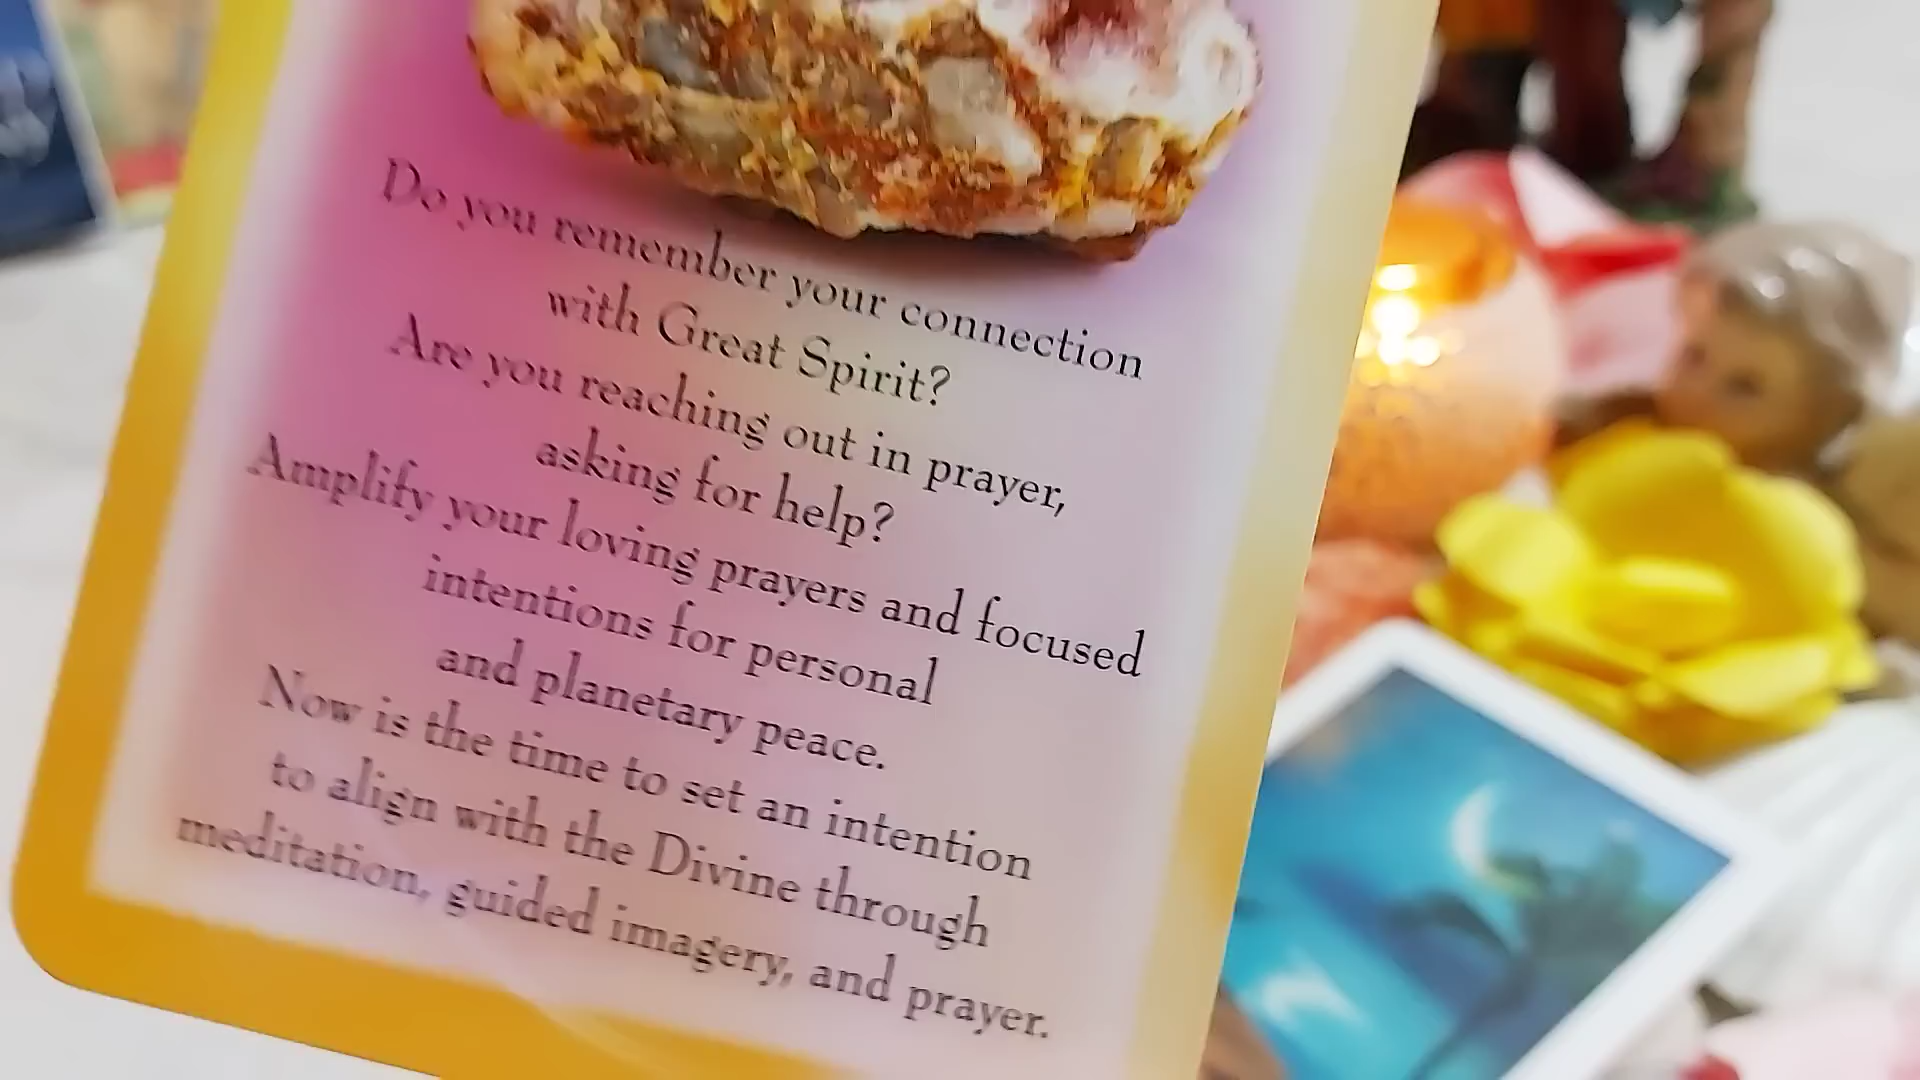 Do you remember your connection
with Great Spirit?
Are you reaching out in prayer,
asking for help?
Amplify your loving prayers and focused
intentions for personal
and planetary peace.
Now is the time to set an intention
to align with the Divine through
meditation, guided imagery, and prayer.